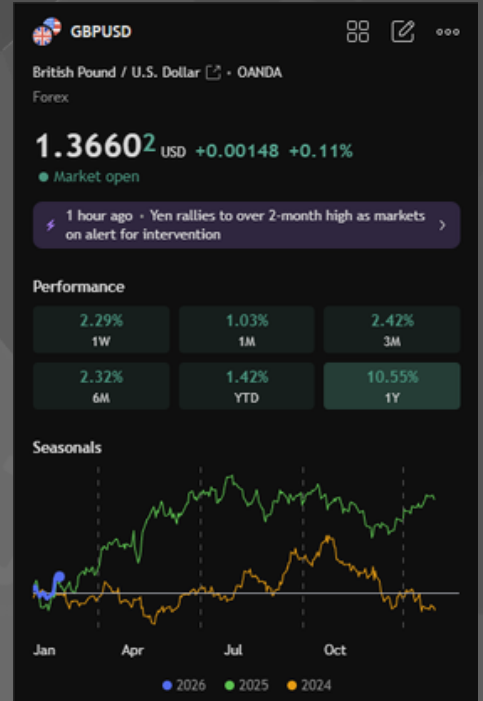 GBPUSD
British Pound / U.S. Dollar • OANDA
Forex
1.36602 USD +0.00148 +0.11%
Market open
1 hour ago • Yen rallies to over 2-month high as markets
on alert for intervention
Performance
2.29% 1.03% 2.42%
1W 1M 3M
2.32% 1.42% 10.55%
6M YTD 1Y
Seasonals
Jan Apr Jul Oct
2026 2025 2024